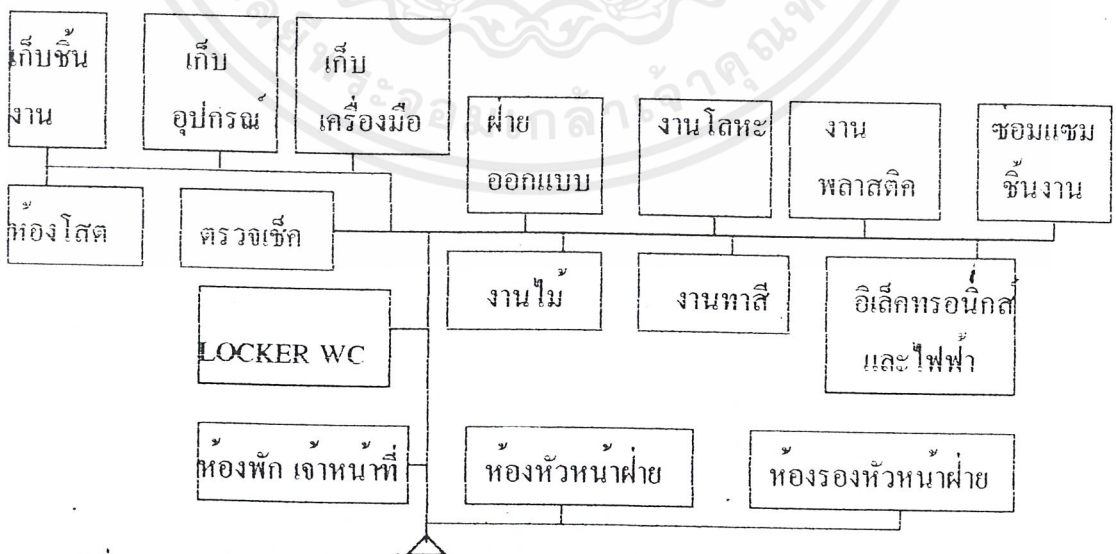 เก็บชิ้น
งาน
เก็บ
อุปกรณ์
เก็บ
เครื่องมือ
ฝ่าย
ออกแบบ
งานโลหะ
งาน
พลาสติค
ซ่อมแซม
ชิ้นงาน
ห้องโสต
ตรวจเช็ค
งานไม้
งานทาสี
อิเล็คทรอนิกส์
และไฟฟ้า
LOCKER WC
ห้องพัก เจ้าหน้าที่
ห้องหัวหน้าฝ่าย
ห้องรองหัวหน้าฝ่าย